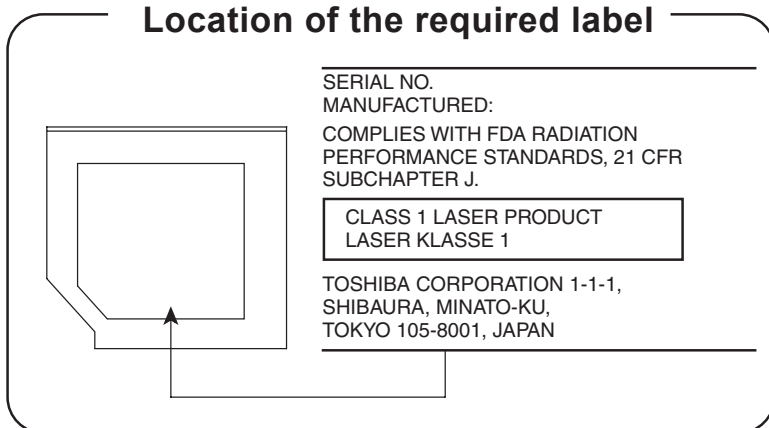 Location of the required label
SERIAL NO.
MANUFACTURED:
COMPLIES WITH FDA RADIATION
PERFORMANCE STANDARDS, 21 CFR
SUBCHAPTER J.
CLASS 1 LASER PRODUCT
LASER KLASSE 1
TOSHIBA CORPORATION 1-1-1,
SHIBAURA, MINATO-KU,
TOKYO 105-8001, JAPAN